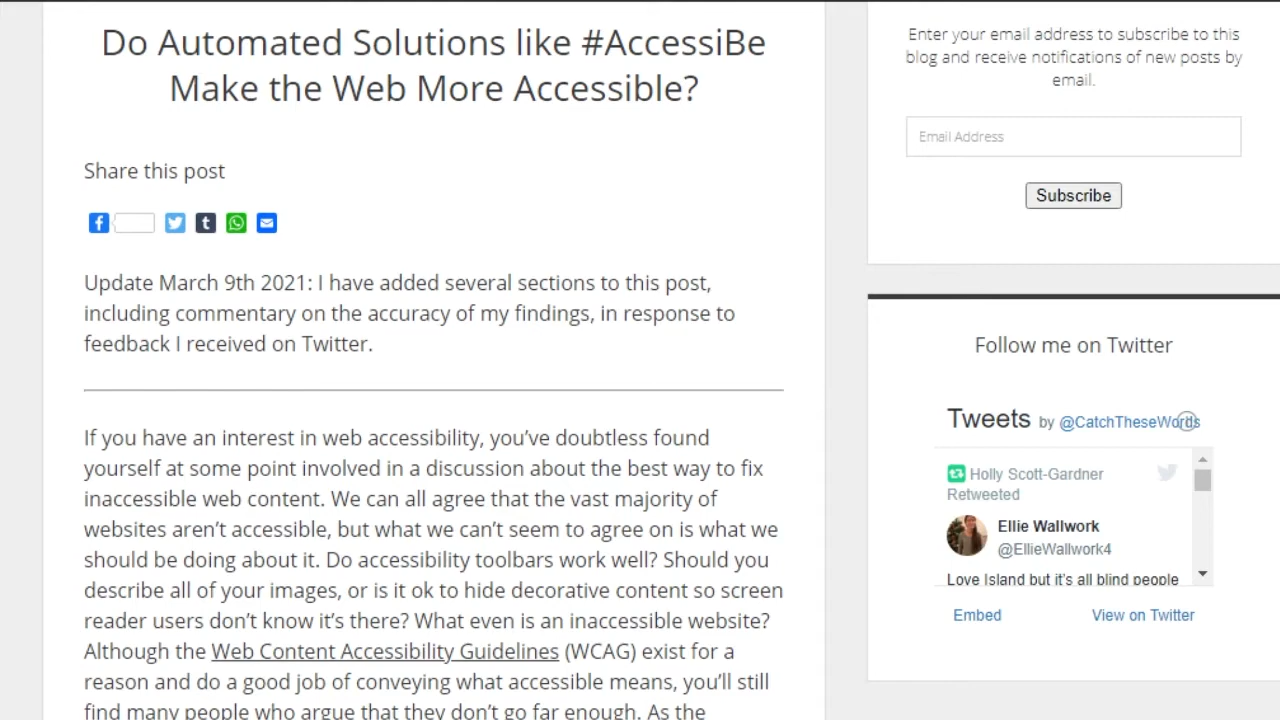 Do Automated Solutions like #AccessiBe
Make the Web More Accessible?
Share this post
Update March 9th 2021: I have added several sections to this post,
including commentary on the accuracy of my findings, in response to
feedback I received on Twitter.
If you have an interest in web accessibility, you’ve doubtless found
yourself at some point involved in a discussion about the best way to fix
inaccessible web content. We can all agree that the vast majority of
websites aren’t accessible, but what we can’t seem to agree on is what we
should be doing about it. Do accessibility toolbars work well? Should you
describe all of your images, or is it ok to hide decorative content so screen
reader users don’t know it’s there? What even is an inaccessible website?
Although the Web Content Accessibility Guidelines (WCAG) exist for a
reason and do a good job of conveying what accessible means, you’ll still
find many people who argue that they don’t go far enough. As the
Enter your email address to subscribe to this
blog and receive notifications of new posts by
email.
Email Address
Subscribe
Follow me on Twitter
Tweets by @CatchTheseWords
Holly Scott-Gardner
Retweeted
Ellie Wallwork
@EllieWallwork4
Love Island but it's all blind people
Embed View on Twitter